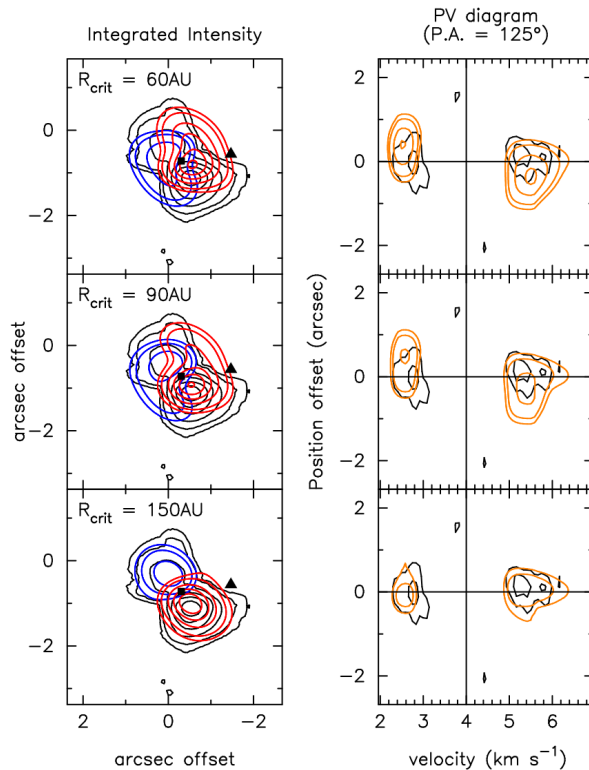 Integrated Intensity
PV diagram
(P.A. = 125°)
R_crit = 60AU
R_crit = 90AU
R_crit = 150AU
0
−2
0
−2
0
−2
2 0 −2
arcsec offset
arcsec offset
2
0
−2
2
0
−2
2
0
−2
2 3 4 5 6
Position offset (arcsec)
velocity (km s⁻¹)